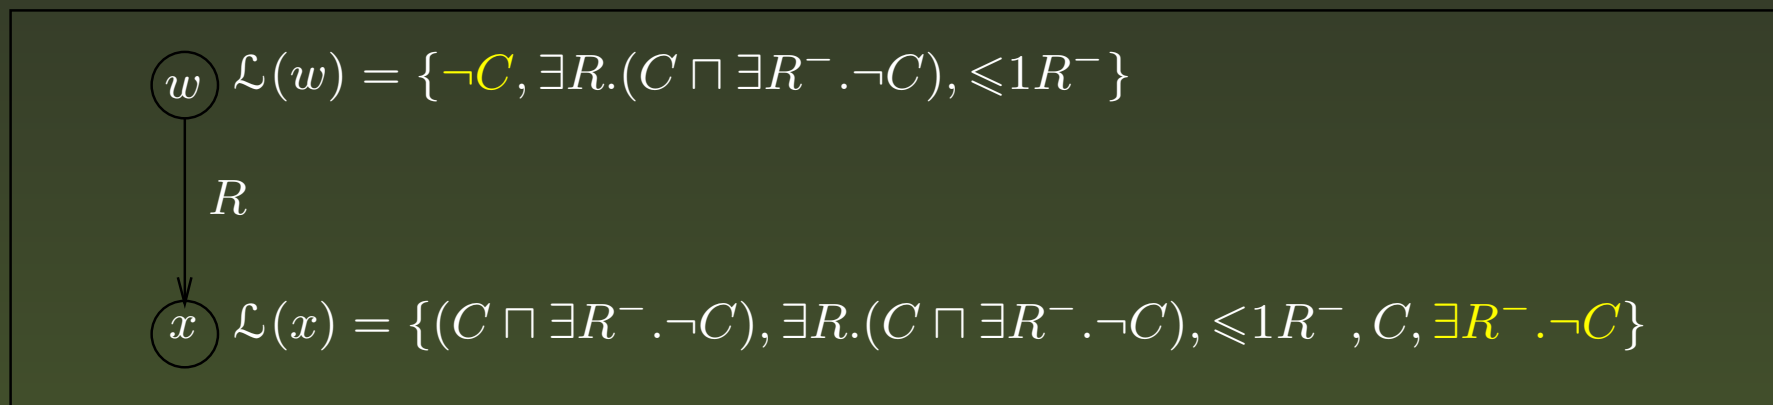 w ℒ(w) = {¬C, ∃R.(C ⊓ ∃R⁻.¬C), ⩽1R⁻}
R
x ℒ(x) = {(C ⊓ ∃R⁻.¬C), ∃R.(C ⊓ ∃R⁻.¬C), ⩽1R⁻, C, ∃R⁻.¬C}